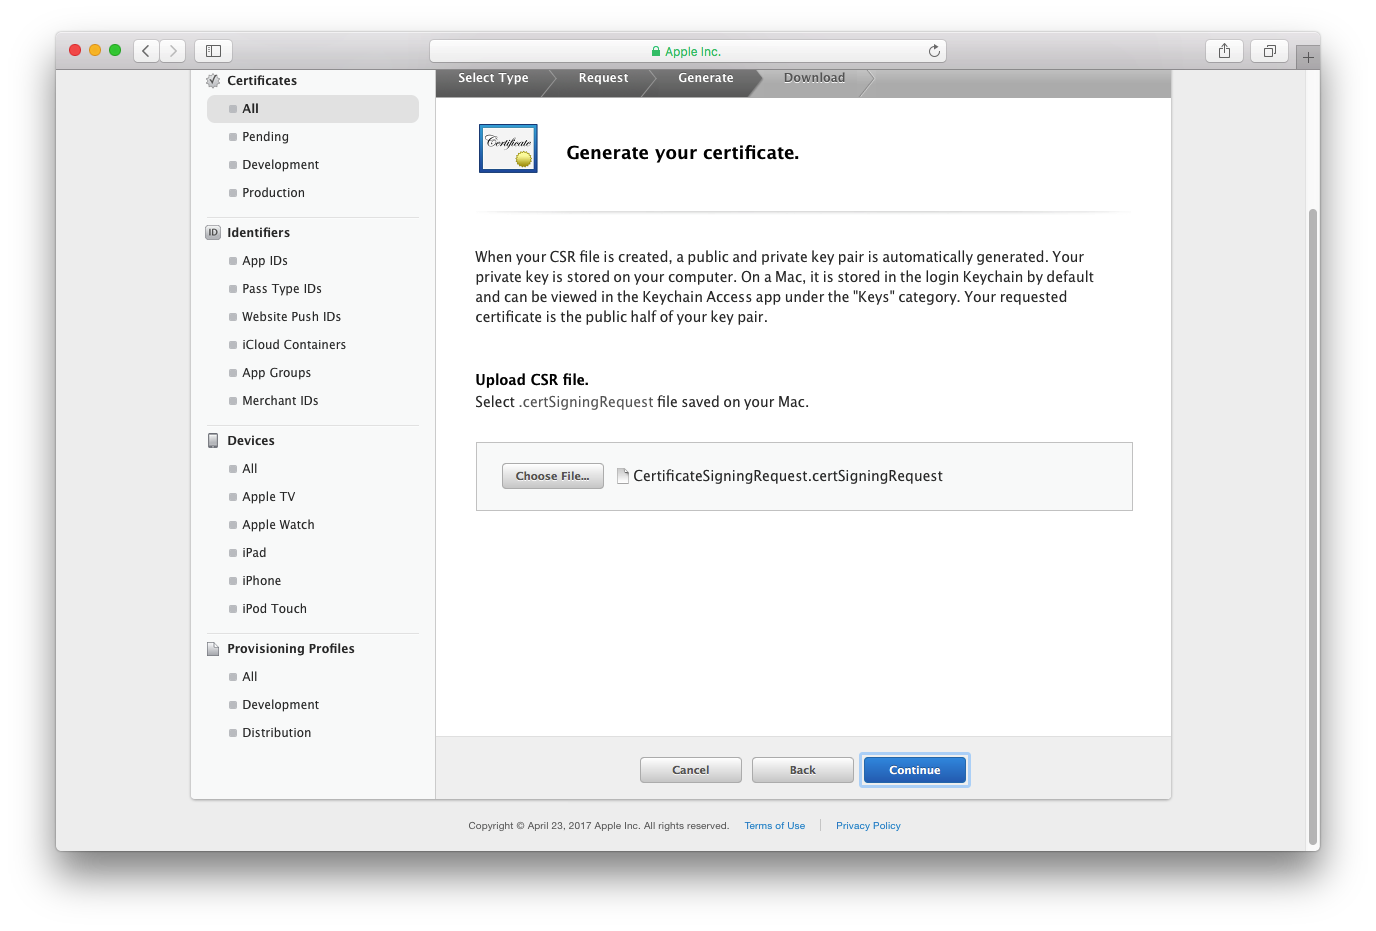 Apple Inc.
Certificates
All
Pending
Development
Production
ID Identifiers
App IDs
Pass Type IDs
Website Push IDs
iCloud Containers
App Groups
Merchant IDs
Devices
All
Apple TV
Apple Watch
iPad
iPhone
iPod Touch
Provisioning Profiles
All
Development
Distribution
Select Type Request Generate Download
Certificate
Generate your certificate.
When your CSR file is created, a public and private key pair is automatically generated. Your
private key is stored on your computer. On a Mac, it is stored in the login Keychain by default
and can be viewed in the Keychain Access app under the "Keys" category. Your requested
certificate is the public half of your key pair.
Upload CSR file.
Select .certSigningRequest file saved on your Mac.
Choose File... CertificateSigningRequest.certSigningRequest
Cancel Back Continue
Copyright © April 23, 2017 Apple Inc. All rights reserved. Terms of Use Privacy Policy